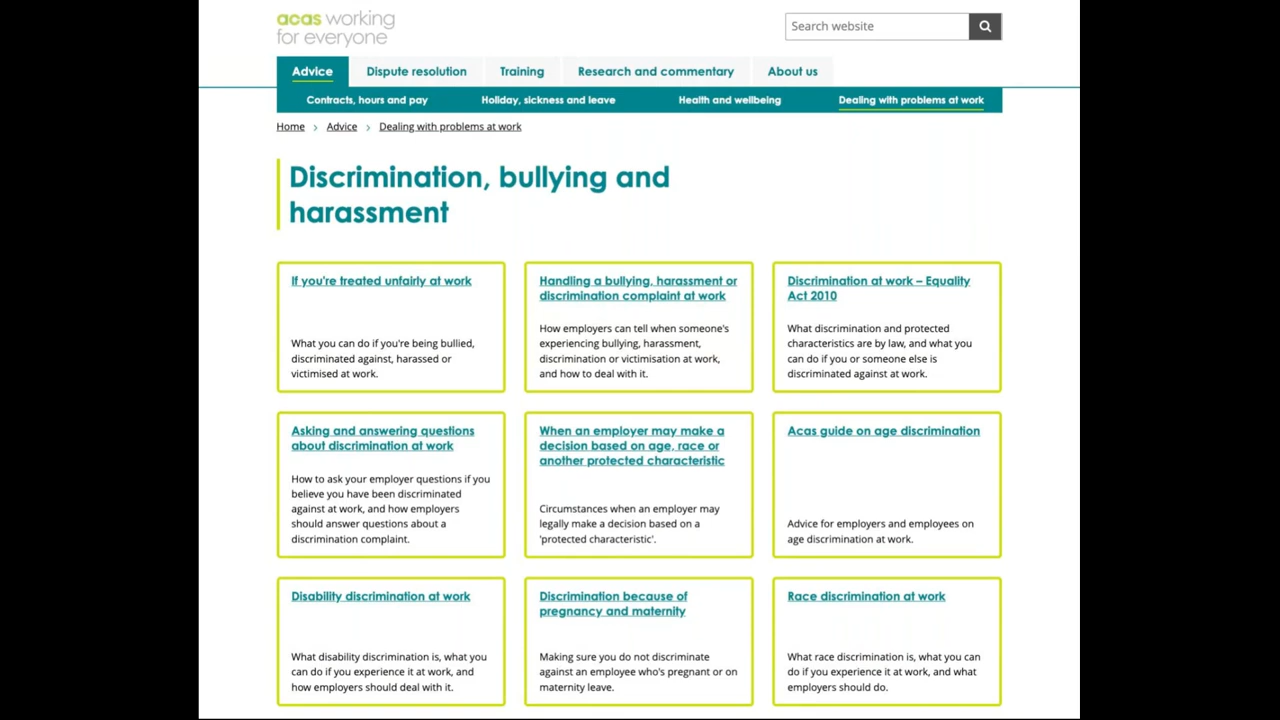 acas working
for everyone
Search website
Advice
Dispute resolution
Training
Research and commentary
About us
Contracts, hours and pay
Holiday, sickness and leave
Health and wellbeing
Dealing with problems at work
Home > Advice > Dealing with problems at work
Discrimination, bullying and
harassment
If you're treated unfairly at work
What you can do if you're being bullied,
discriminated against, harassed or
victimised at work.
Handling a bullying, harassment or
discrimination complaint at work
How employers can tell when someone's
experiencing bullying, harassment,
discrimination or victimisation at work,
and how to deal with it.
Discrimination at work – Equality
Act 2010
What discrimination and protected
characteristics are by law, and what you
can do if you or someone else is
discriminated against at work.
Asking and answering questions
about discrimination at work
How to ask your employer questions if you
believe you have been discriminated
against at work, and how employers
should answer questions about a
discrimination complaint.
When an employer may make a
decision based on age, race or
another protected characteristic
Circumstances when an employer may
legally make a decision based on a
'protected characteristic'.
Acas guide on age discrimination
Advice for employers and employees on
age discrimination at work.
Disability discrimination at work
What disability discrimination is, what you
can do if you experience it at work, and
how employers should deal with it.
Discrimination because of
pregnancy and maternity
Making sure you do not discriminate
against an employee who's pregnant or on
maternity leave.
Race discrimination at work
What race discrimination is, what you can
do if you experience it at work, and what
employers should do.